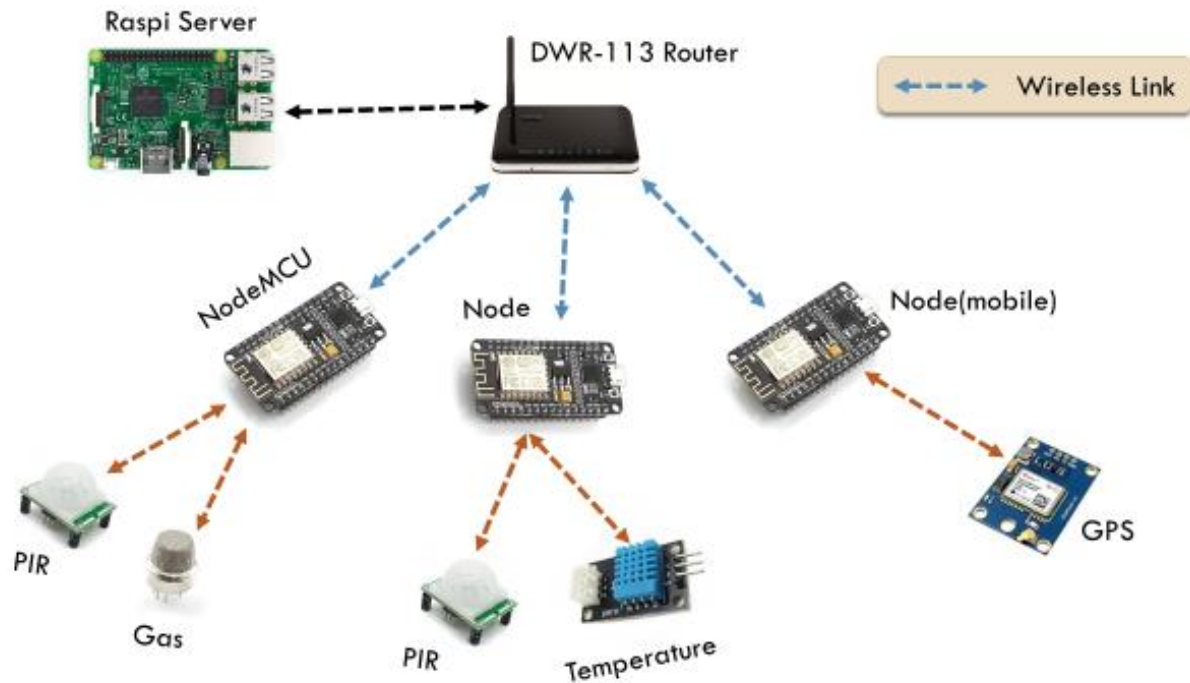 Raspi Server
DWR-113 Router
Wireless Link
NodeMCU
Node
Node(mobile)
PIR
Gas
PIR
Temperature
GPS